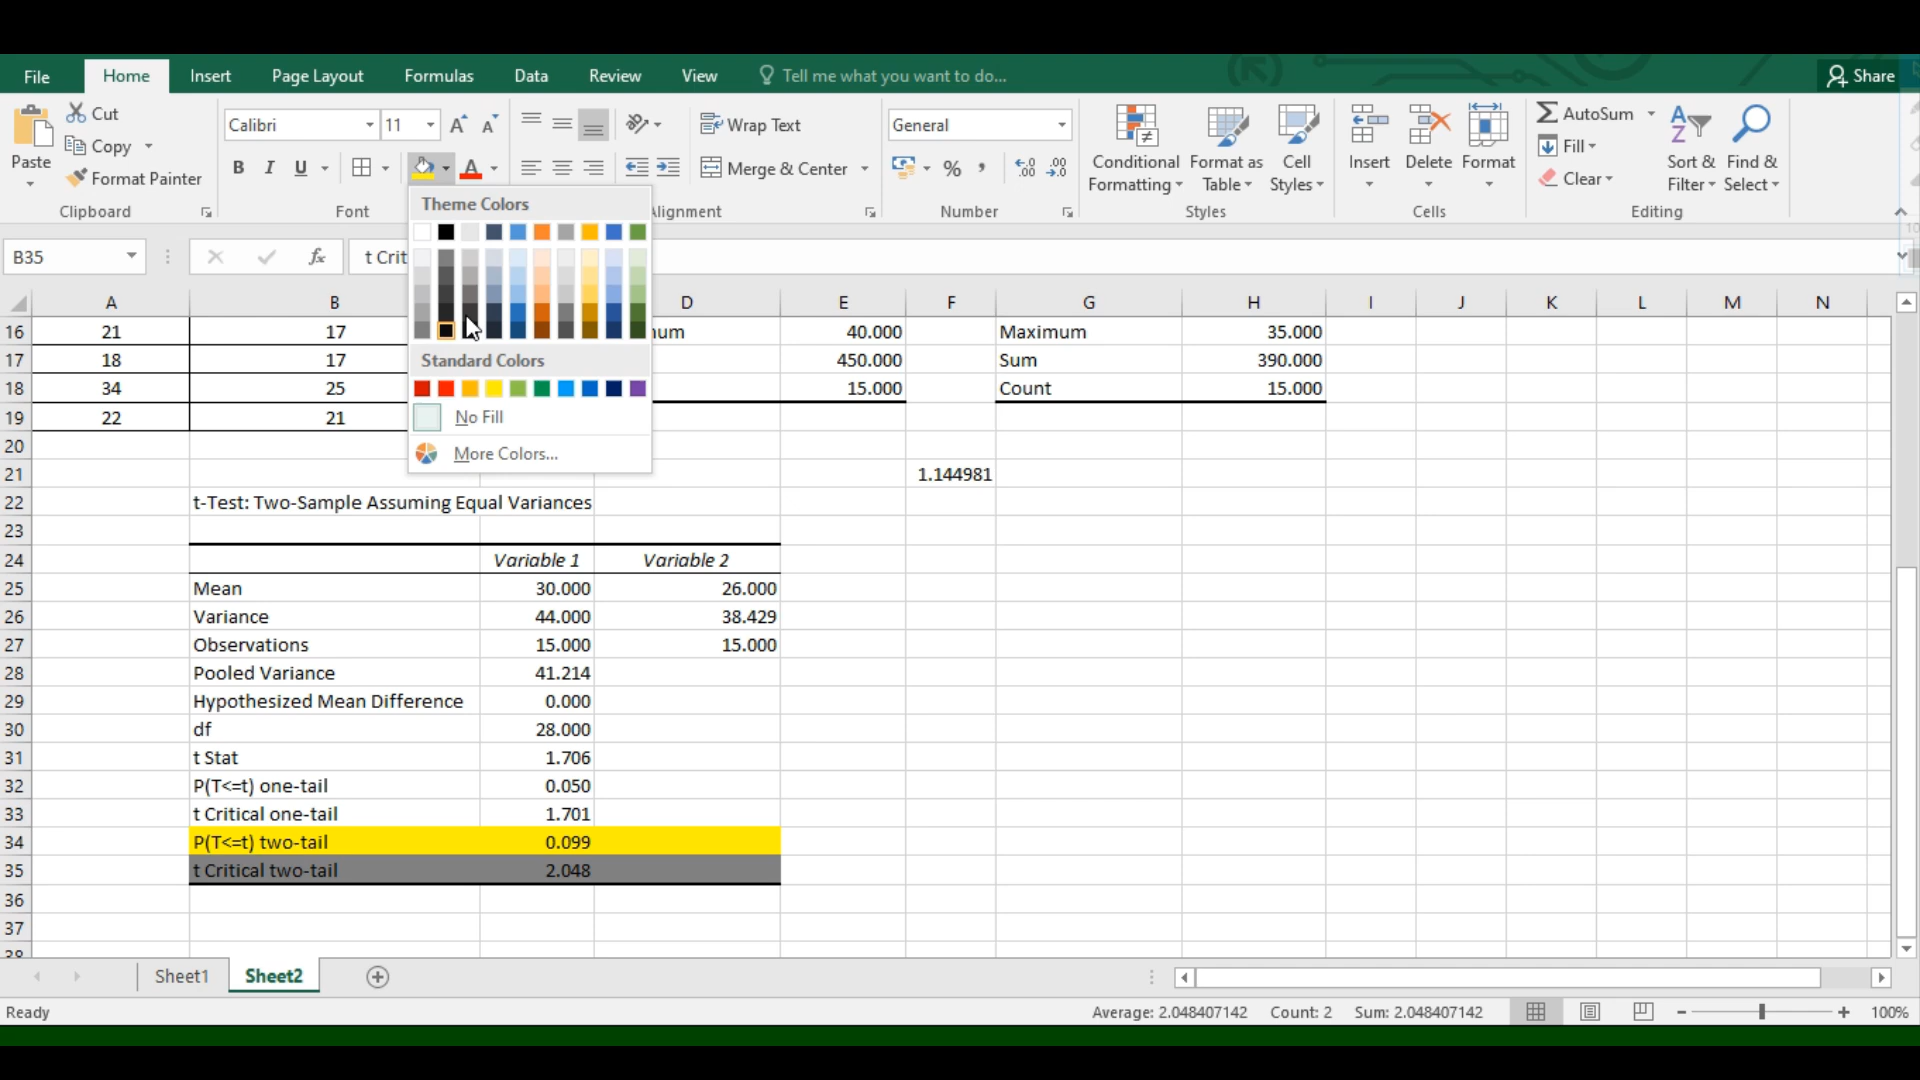 File Home Insert Page Layout Formulas Data Review View Tell me what you want to do... Share
Paste Cut Copy Format Painter Clipboard
Calibri 11 B I U Font
Wrap Text Merge & Center Alignment
General % Number
Conditional Formatting Format as Table Cell Styles Styles
Insert Delete Format Cells
AutoSum Fill Clear Sort & Filter Find & Select Editing
Theme Colors
Standard Colors
No Fill
More Colors...
B35 fx t Crit
A B D E F G H I J K L M N
16 21 17 num 40.000 Maximum 35.000
17 18 17 450.000 Sum 390.000
18 34 25 15.000 Count 15.000
19 22 21
20
21 1.144981
22 t-Test: Two-Sample Assuming Equal Variances
23
24 Variable 1 Variable 2
25 Mean 30.000 26.000
26 Variance 44.000 38.429
27 Observations 15.000 15.000
28 Pooled Variance 41.214
29 Hypothesized Mean Difference 0.000
30 df 28.000
31 t Stat 1.706
32 P(T<=t) one-tail 0.050
33 t Critical one-tail 1.701
34 P(T<=t) two-tail 0.099
35 t Critical two-tail 2.048
36
37
38
Sheet1 Sheet2
Ready Average: 2.048407142 Count: 2 Sum: 2.048407142 100%